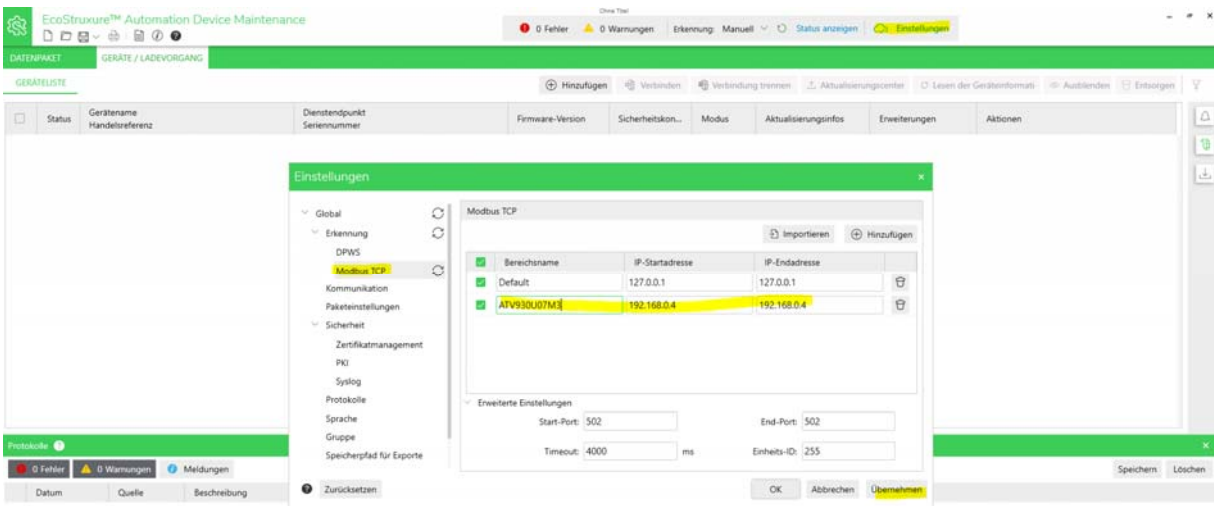 Ohne Titel
EcoStruxure™ Automation Device Maintenance
0 Fehler 0 Warnungen Erkennung: Manuell Status anzeigen Einstellungen
DATENPAKET GERÄTE / LADEVORGANG
GERÄTELISTE
Hinzufügen Verbinden Verbindung trennen Aktualisierungscenter Lesen der Geräteinformati Ausblenden Entsorgen
Status Gerätename Dienstendpunkt Firmware-Version Sicherheitskon... Modus Aktualisierungsinfos Erweiterungen Aktionen
Handelsreferenz Seriennummer
Einstellungen
Global
Erkennung
DPWS
Modbus TCP
Kommunikation
Paketeinstellungen
Sicherheit
Zertifikatmanagement
PKI
Syslog
Protokolle
Sprache
Gruppe
Speicherpfad für Exporte
Modbus TCP
Importieren Hinzufügen
Bereichsname IP-Startadresse IP-Endadresse
Default 127.0.0.1 127.0.0.1
ATV930U07M3 192.168.0.4 192.168.0.4
Erweiterte Einstellungen
Start-Port: 502 End-Port: 502
Timeout: 4000 ms Einheits-ID: 255
Zurücksetzen OK Abbrechen Übernehmen
Protokolle
0 Fehler 0 Warnungen Meldungen Speichern Löschen
Datum Quelle Beschreibung